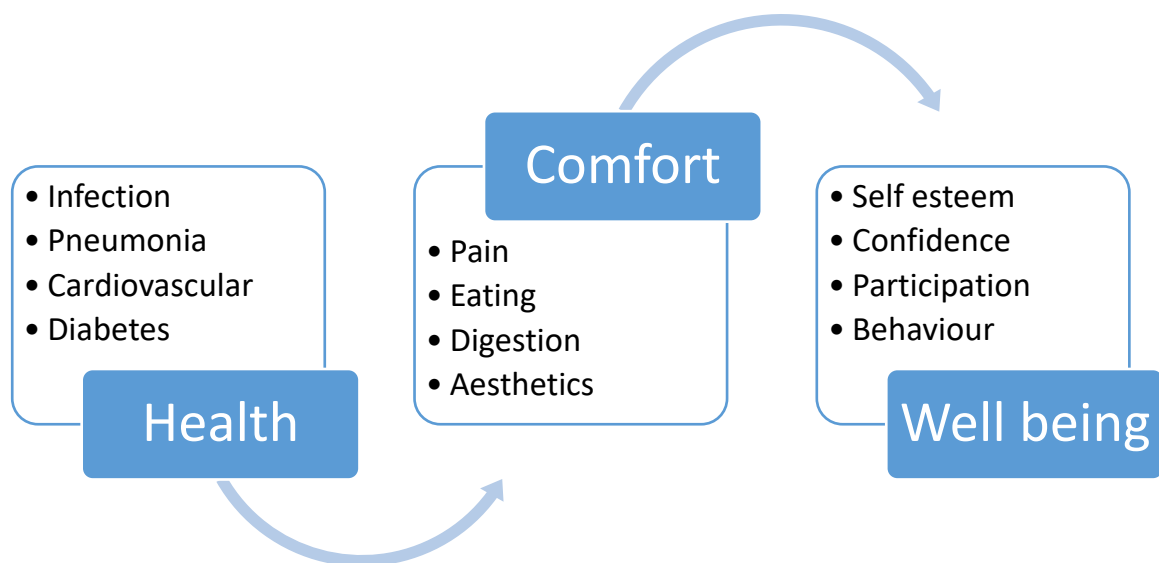 • Infection
• Pneumonia
• Cardiovascular
• Diabetes
Health
Comfort
• Pain
• Eating
• Digestion
• Aesthetics
• Self esteem
• Confidence
• Participation
• Behaviour
Well being